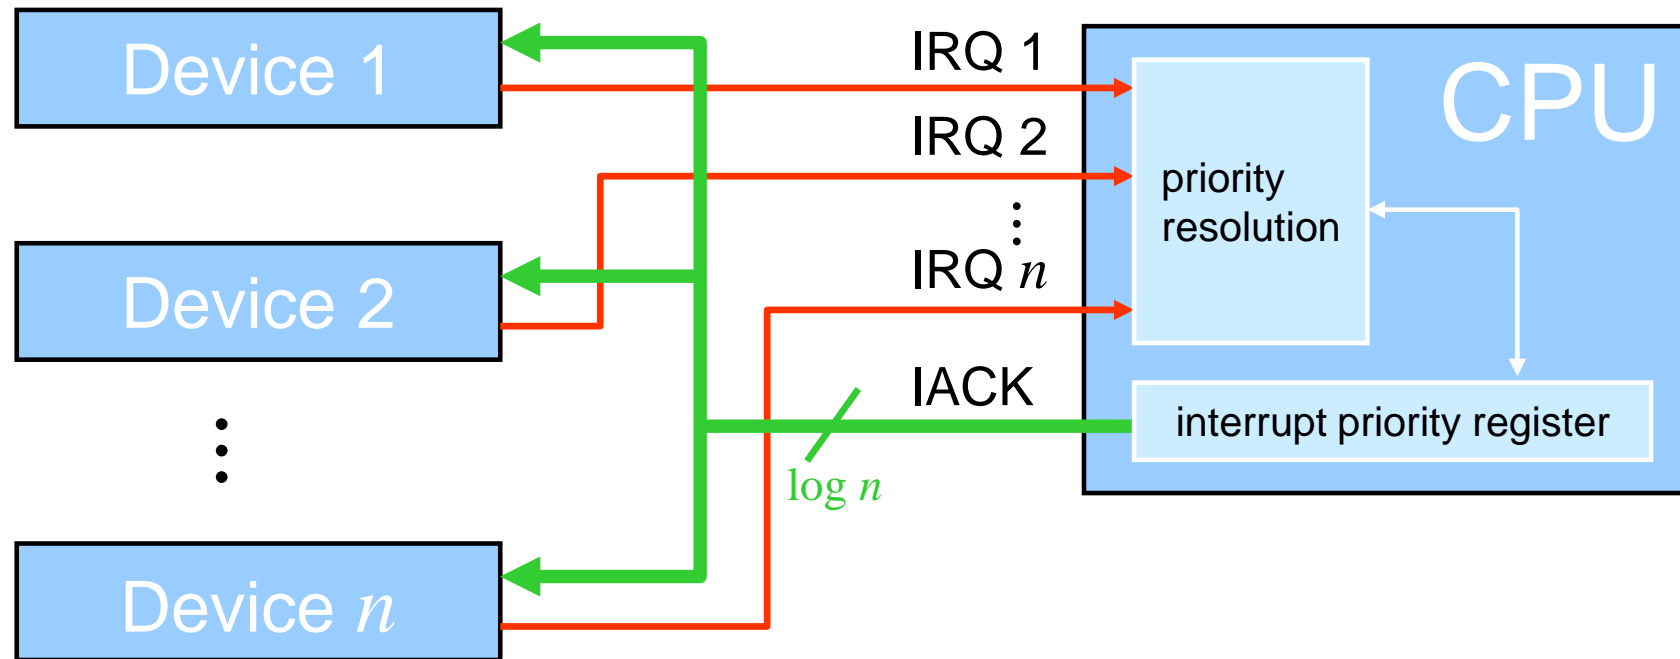 Device 1
IRQ 1
CPU
IRQ 2
priority
resolution
Device 2
IRQ n
IACK
interrupt priority register
log n
Device n